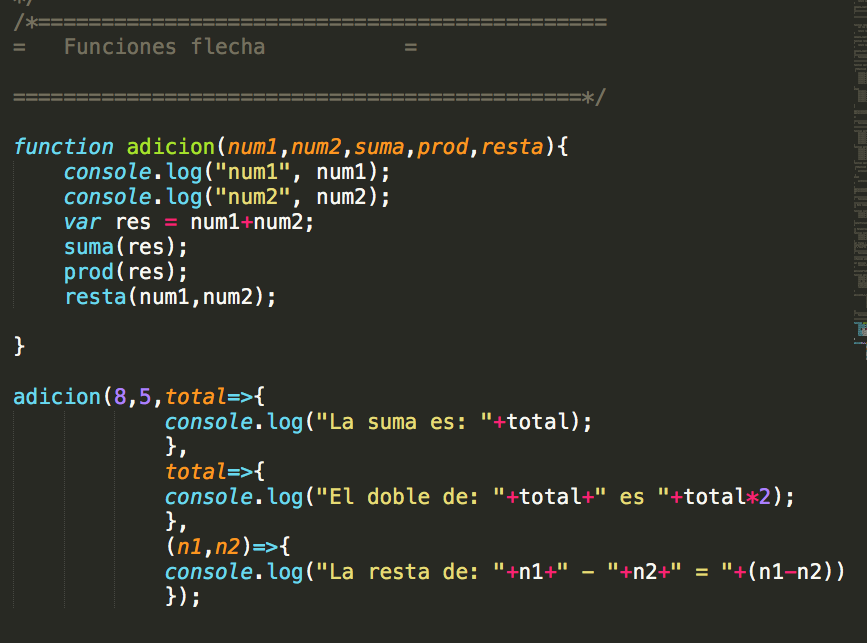 */
/*=============================================
=   Funciones flecha           =

=============================================*/

function adicion(num1,num2,suma,prod,resta){
    console.log("num1", num1);
    console.log("num2", num2);
    var res = num1+num2;
    suma(res);
    prod(res);
    resta(num1,num2);

}

adicion(8,5,total=>{
            console.log("La suma es: "+total);
            },
            total=>{
            console.log("El doble de: "+total+" es "+total*2);
            },
            (n1,n2)=>{
            console.log("La resta de: "+n1+" - "+n2+" = "+(n1-n2))
            });